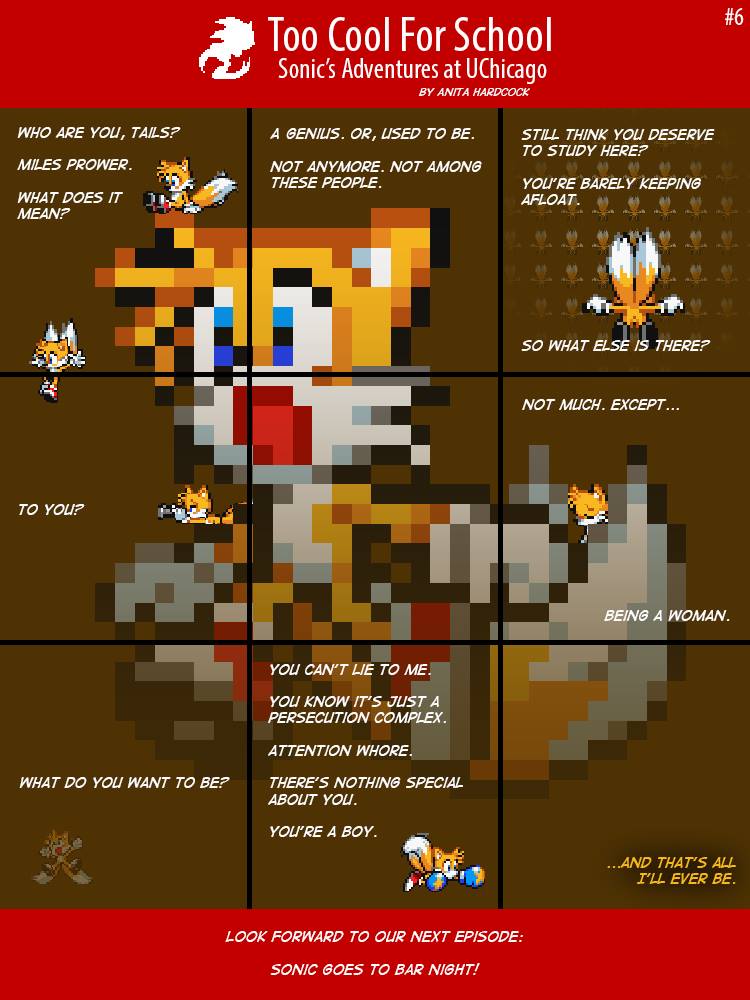 #6
Too Cool For School
Sonic's Adventures at UChicago
BY ANITA HARDCOCK
WHO ARE YOU, TAILS?
MILES PROWER.
WHAT DOES IT
MEAN?
A GENIUS. OR, USED TO BE.
NOT ANYMORE. NOT AMONG
THESE PEOPLE.
STILL THINK YOU DESERVE
TO STUDY HERE?
YOU'RE BARELY KEEPING
AFLOAT.
SO WHAT ELSE IS THERE?
TO YOU?
NOT MUCH. EXCEPT...
BEING A WOMAN.
WHAT DO YOU WANT TO BE?
YOU CAN'T LIE TO ME.
YOU KNOW IT'S JUST A
PERSECUTION COMPLEX.
ATTENTION WHORE.
THERE'S NOTHING SPECIAL
ABOUT YOU.
YOU'RE A BOY.
...AND THAT'S ALL
I'LL EVER BE.
LOOK FORWARD TO OUR NEXT EPISODE:
SONIC GOES TO BAR NIGHT!